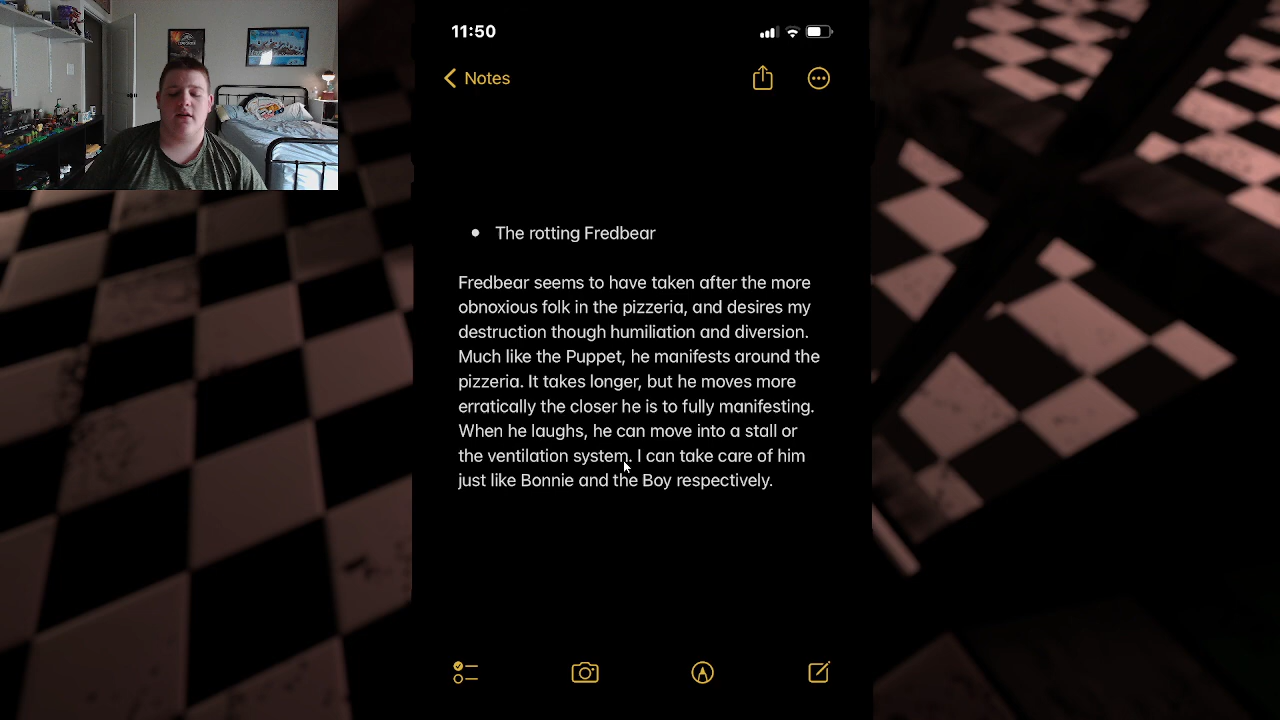 11:50
Notes
• The rotting Fredbear
Fredbear seems to have taken after the more
obnoxious folk in the pizzeria, and desires my
destruction though humiliation and diversion.
Much like the Puppet, he manifests around the
pizzeria. It takes longer, but he moves more
erratically the closer he is to fully manifesting.
When he laughs, he can move into a stall or
the ventilation system. I can take care of him
just like Bonnie and the Boy respectively.